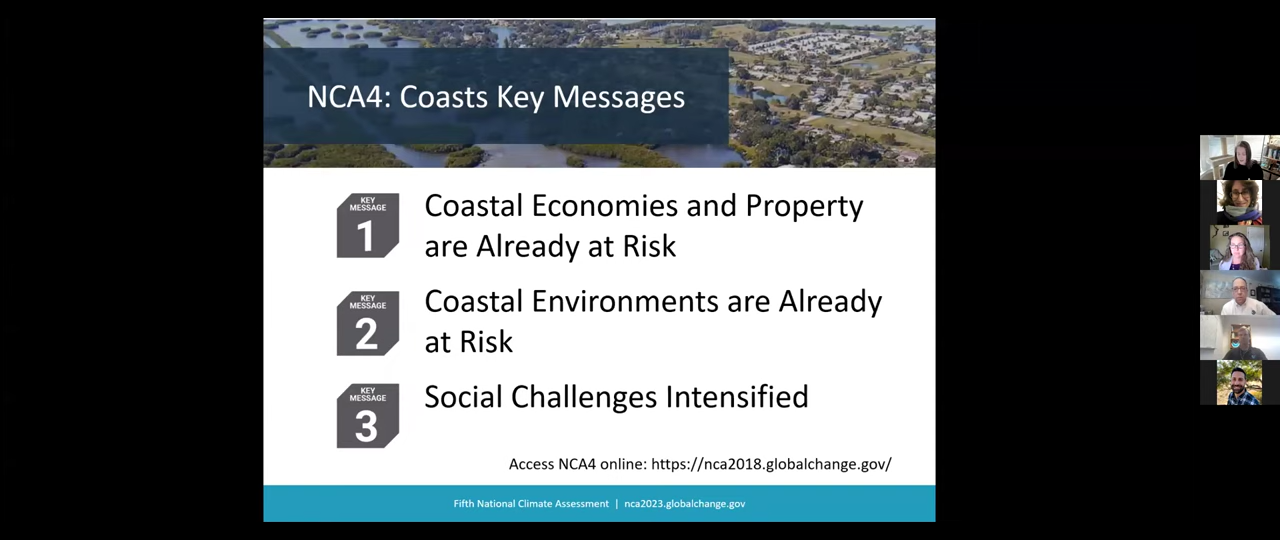 NCA4: Coasts Key Messages
KEY
MESSAGE
1
Coastal Economies and Property
are Already at Risk
KEY
MESSAGE
2
Coastal Environments are Already
at Risk
KEY
MESSAGE
3
Social Challenges Intensified
Access NCA4 online: https://nca2018.globalchange.gov/
Fifth National Climate Assessment | nca2023.globalchange.gov